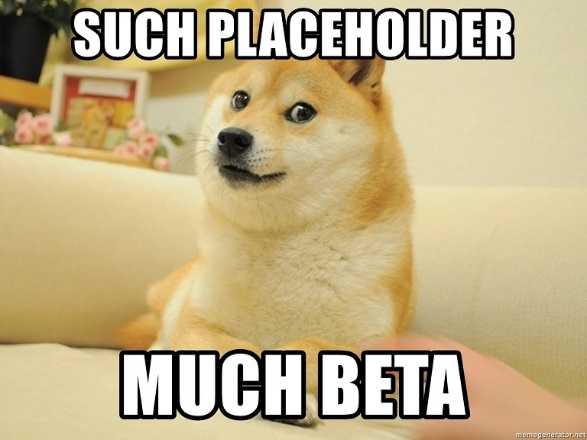 SUCH PLACEHOLDER
MUCH BETA
memegenerator.net